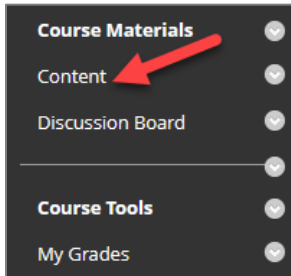 Course Materials
Content
Discussion Board
Course Tools
My Grades